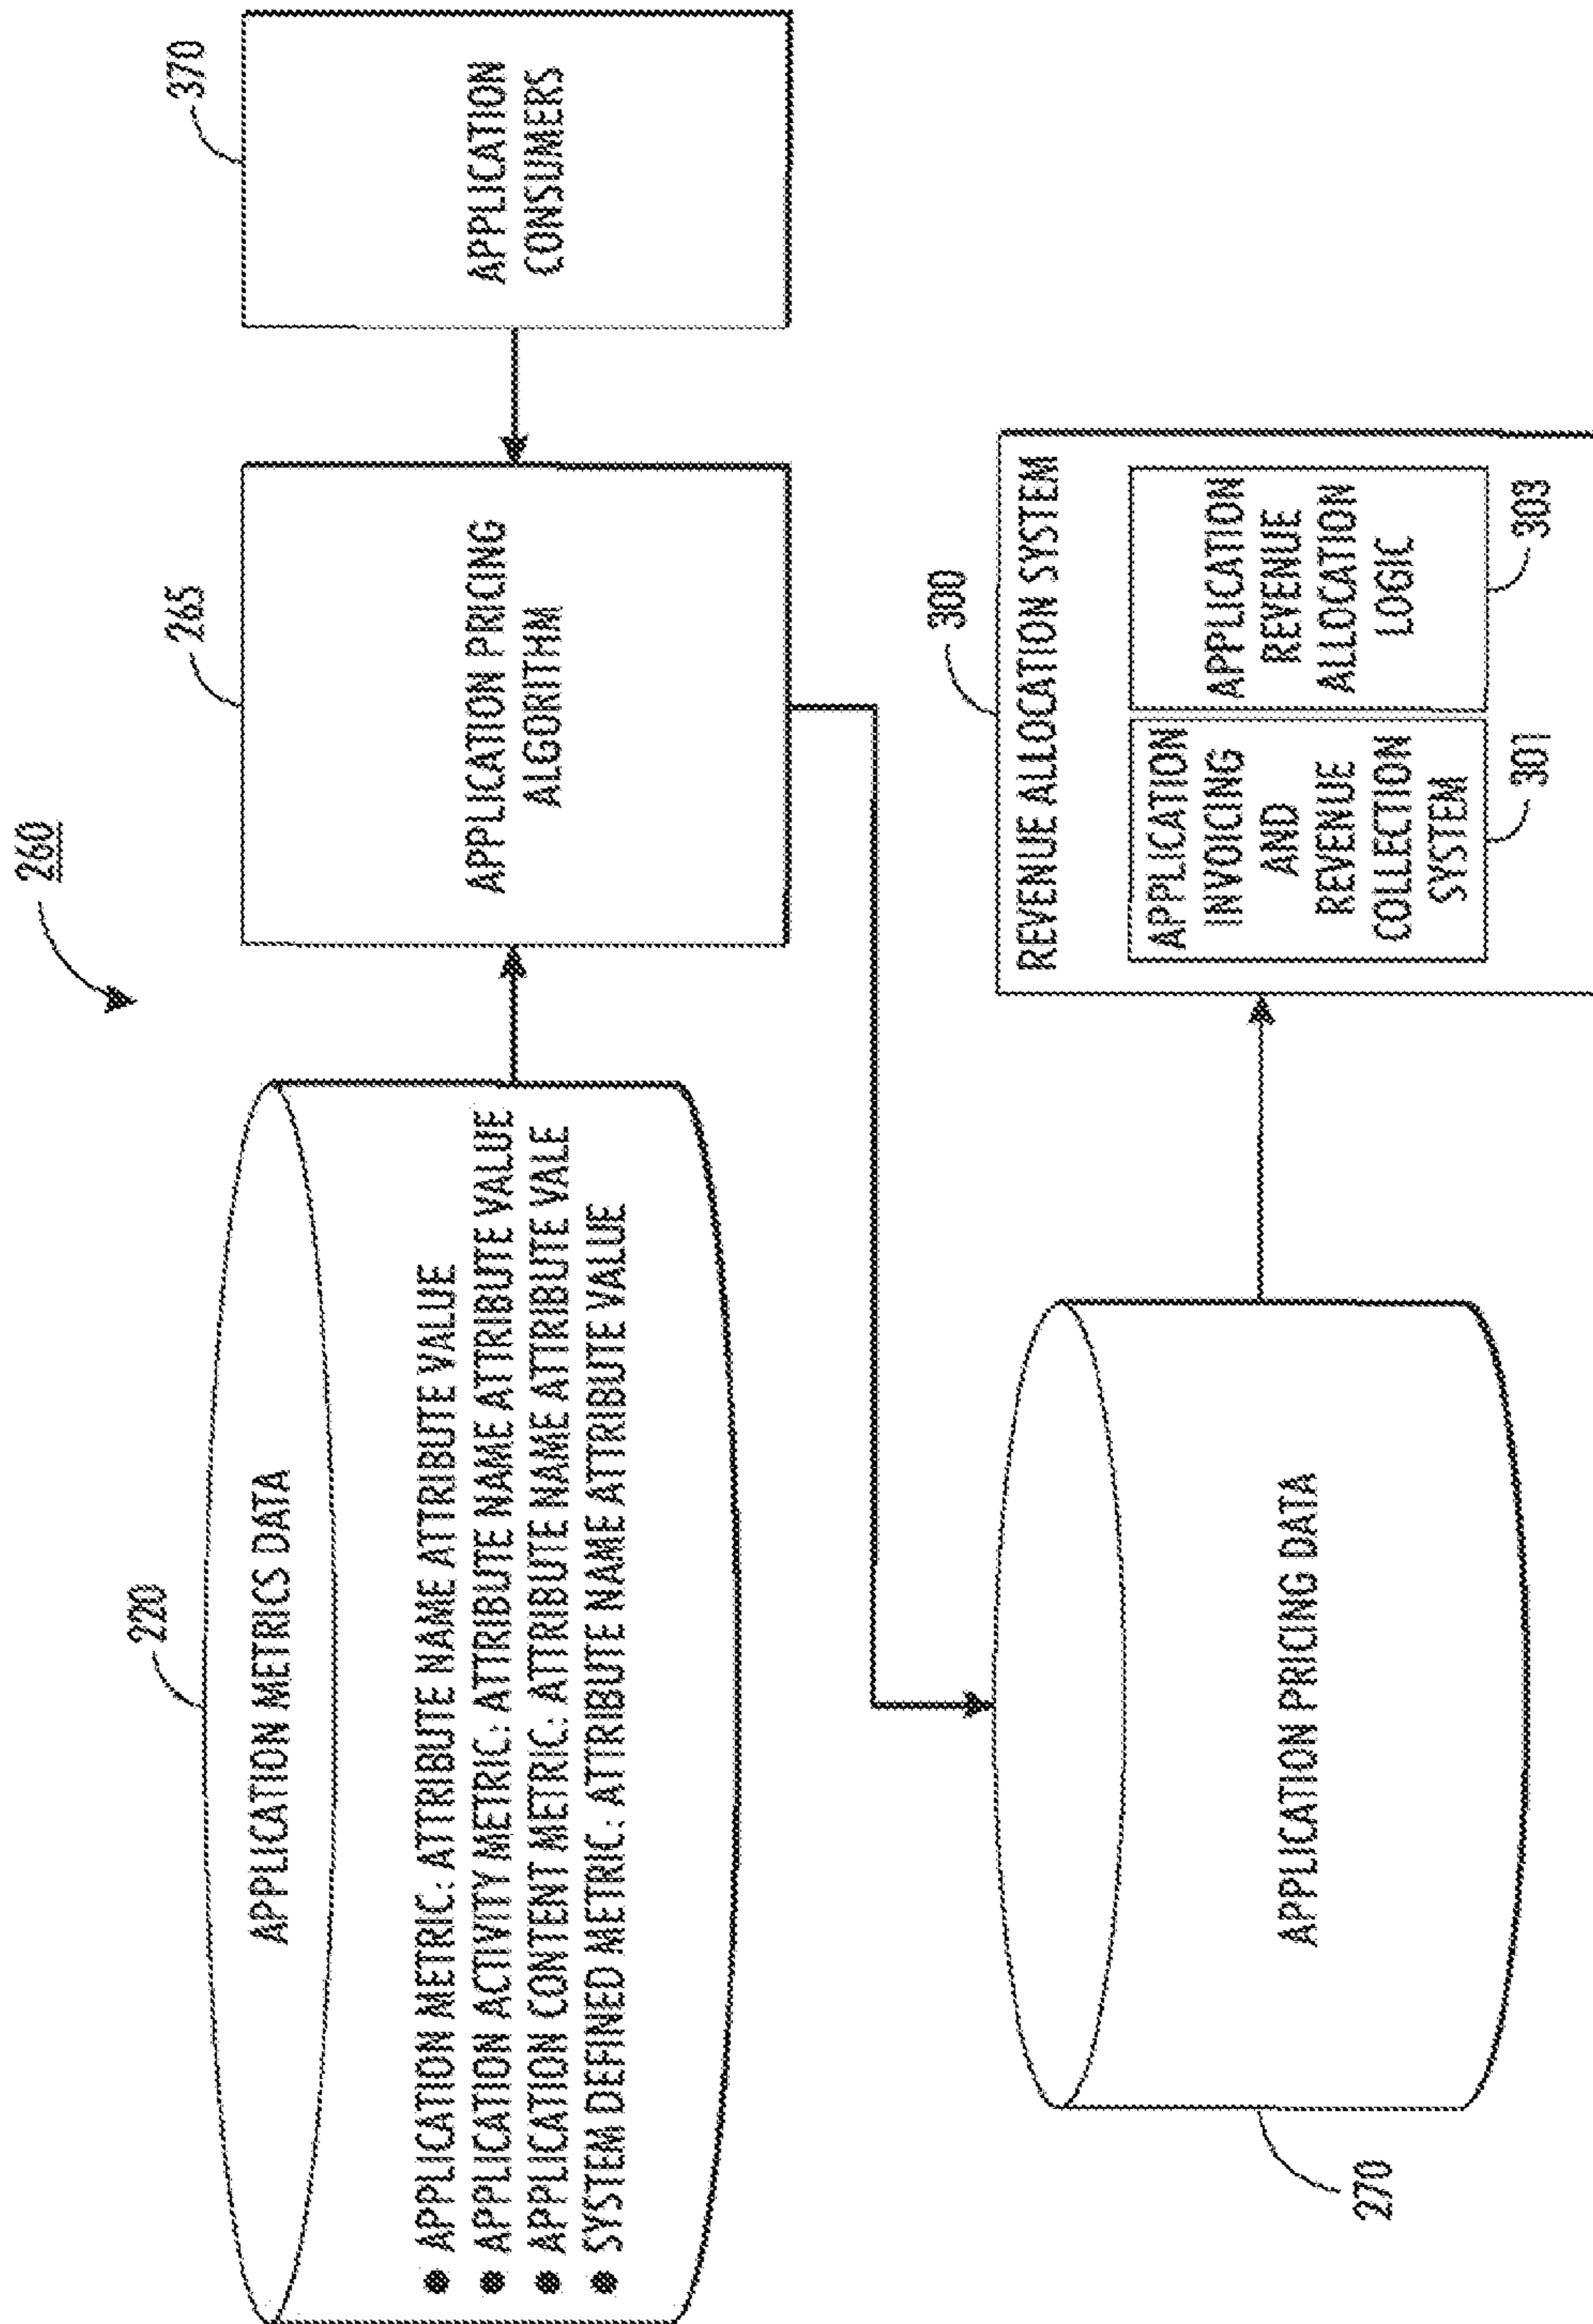 260
220
APPLICATION METRICS DATA
● APPLICATION METRIC: ATTRIBUTE NAME ATTRIBUTE VALUE
● APPLICATION ACTIVITY METRIC: ATTRIBUTE NAME ATTRIBUTE VALUE
● APPLICATION CONTENT METRIC: ATTRIBUTE NAME ATTRIBUTE VALE
● SYSTEM DEFINED METRIC: ATTRIBUTE NAME ATTRIBUTE VALUE
265
APPLICATION PRICING
ALGORITHM
370
APPLICATION
CONSUMERS
270
APPLICATION PRICING DATA
300
REVENUE ALLOCATION SYSTEM
APPLICATION
INVOICING
AND
REVENUE
COLLECTION
SYSTEM
301
APPLICATION
REVENUE
ALLOCATION
LOGIC
303